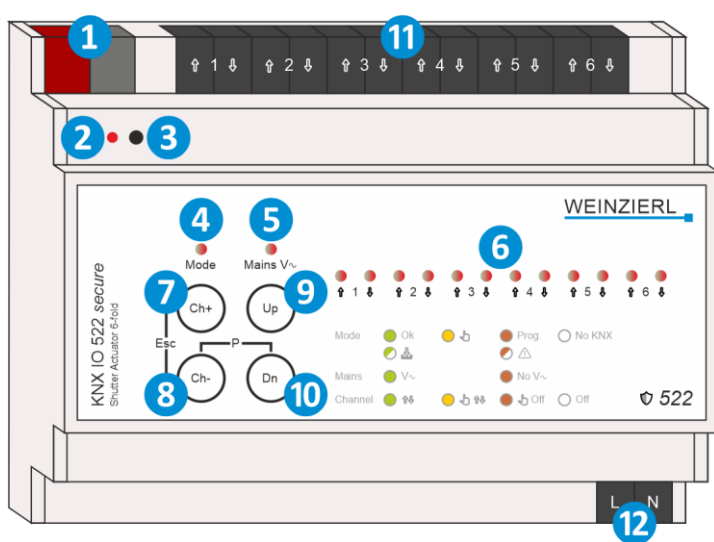 1
11
⇧ 1 ⇩ ⇧ 2 ⇩ ⇧ 3 ⇩ ⇧ 4 ⇩ ⇧ 5 ⇩ ⇧ 6 ⇩
2 3
WEINZIERL
4 5 6
Mode Mains V~
⇧ 1 ⇩ ⇧ 2 ⇩ ⇧ 3 ⇩ ⇧ 4 ⇩ ⇧ 5 ⇩ ⇧ 6 ⇩
7 Ch+ Up 9
Esc P
8 Ch- Dn 10
KNX IO 522 secure
Shutter Actuator 6-fold
Mode Ok Prog. No KNX
Mains V~ No V~
Channel Off Off
522
L N
12